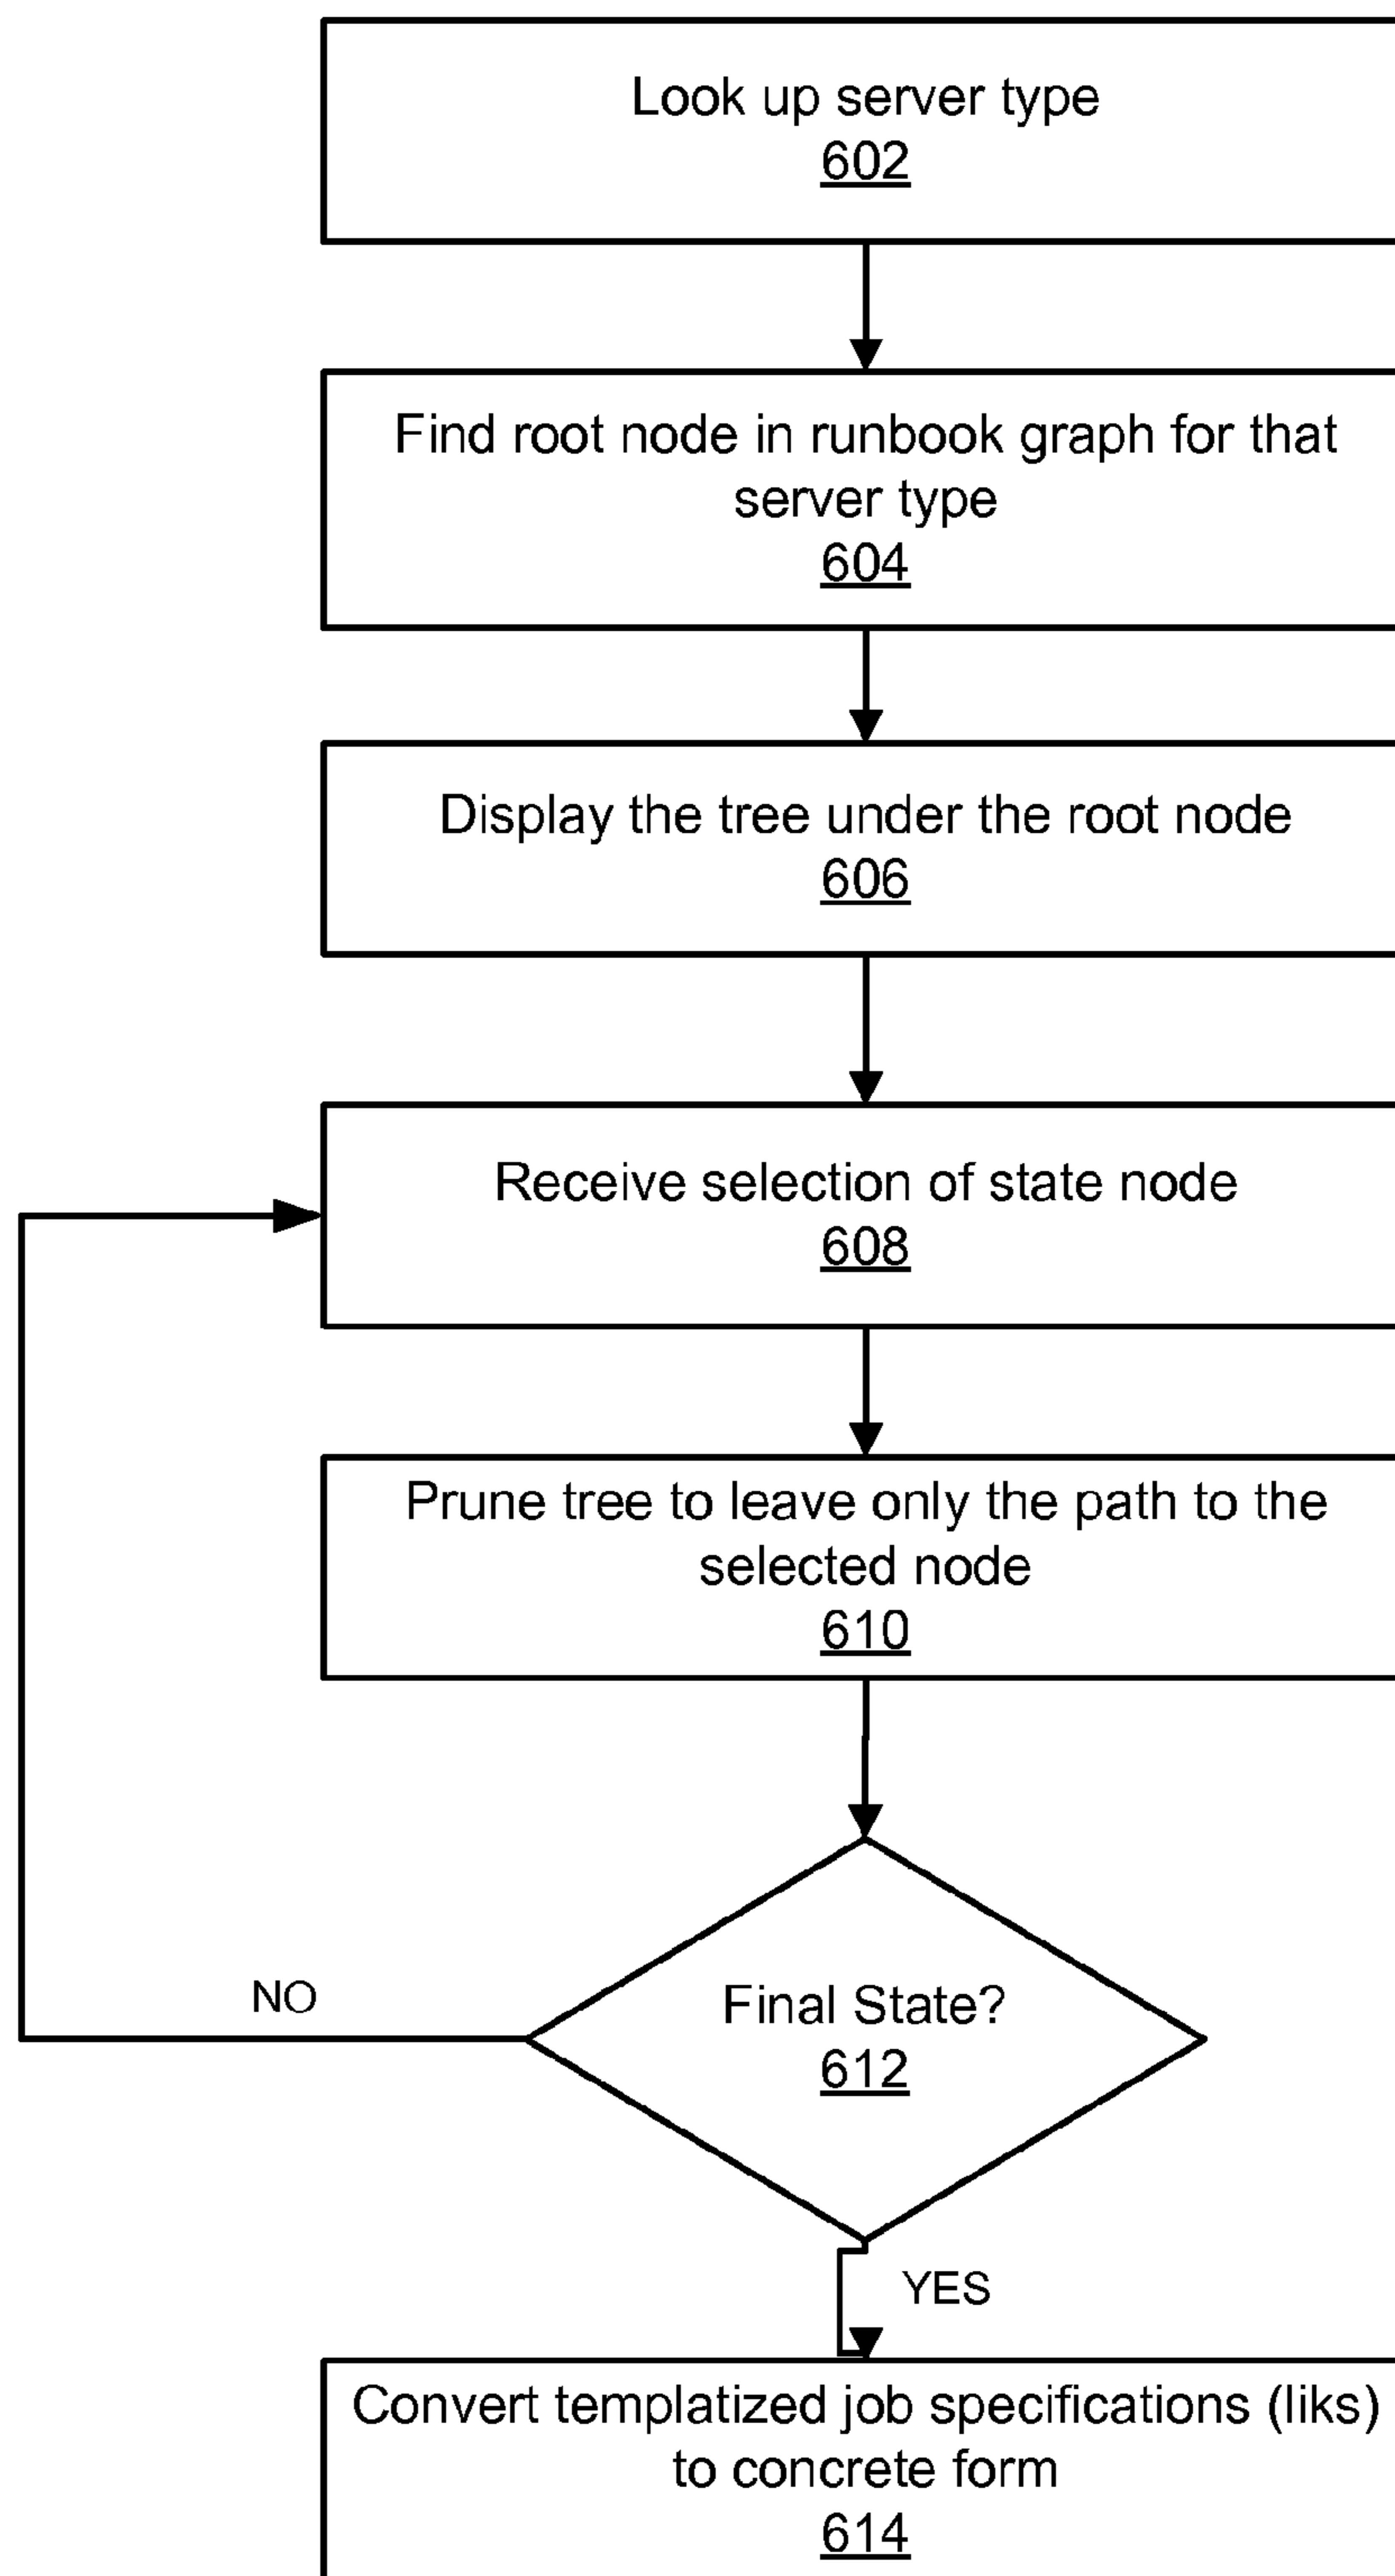 Look up server type
602
Find root node in runbook graph for that
server type
604
Display the tree under the root node
606
Receive selection of state node
608
Prune tree to leave only the path to the
selected node
610
Final State?
612
NO
YES
Convert templatized job specifications (liks)
to concrete form
614